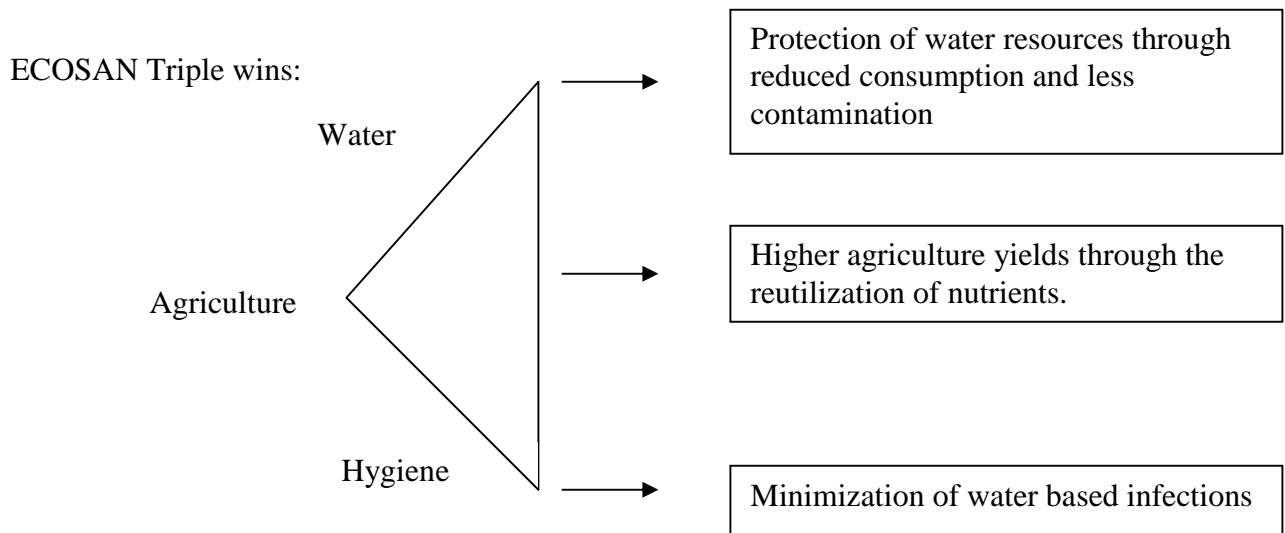 ECOSAN Triple wins:
Water
Agriculture
Hygiene
Protection of water resources through
reduced consumption and less
contamination
Higher agriculture yields through the
reutilization of nutrients.
Minimization of water based infections